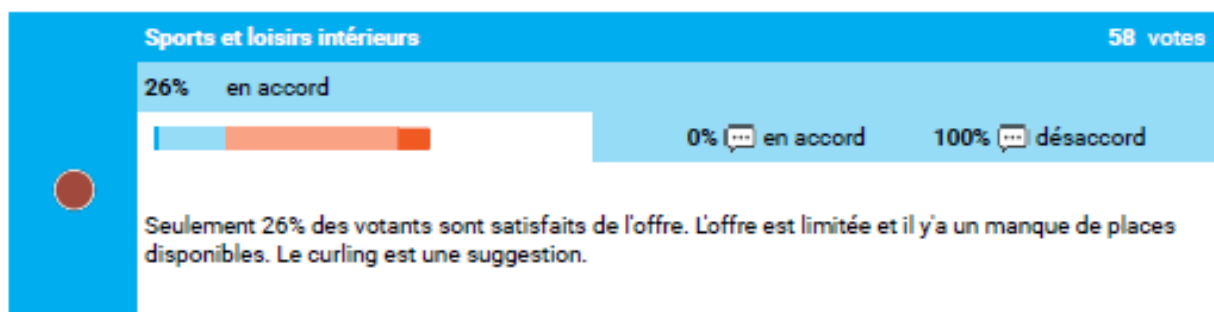 Sports et loisirs intérieurs 58 votes
26% en accord
0% en accord 100% désaccord
Seulement 26% des votants sont satisfaits de l'offre. L'offre est limitée et il y'a un manque de places
disponibles. Le curling est une suggestion.